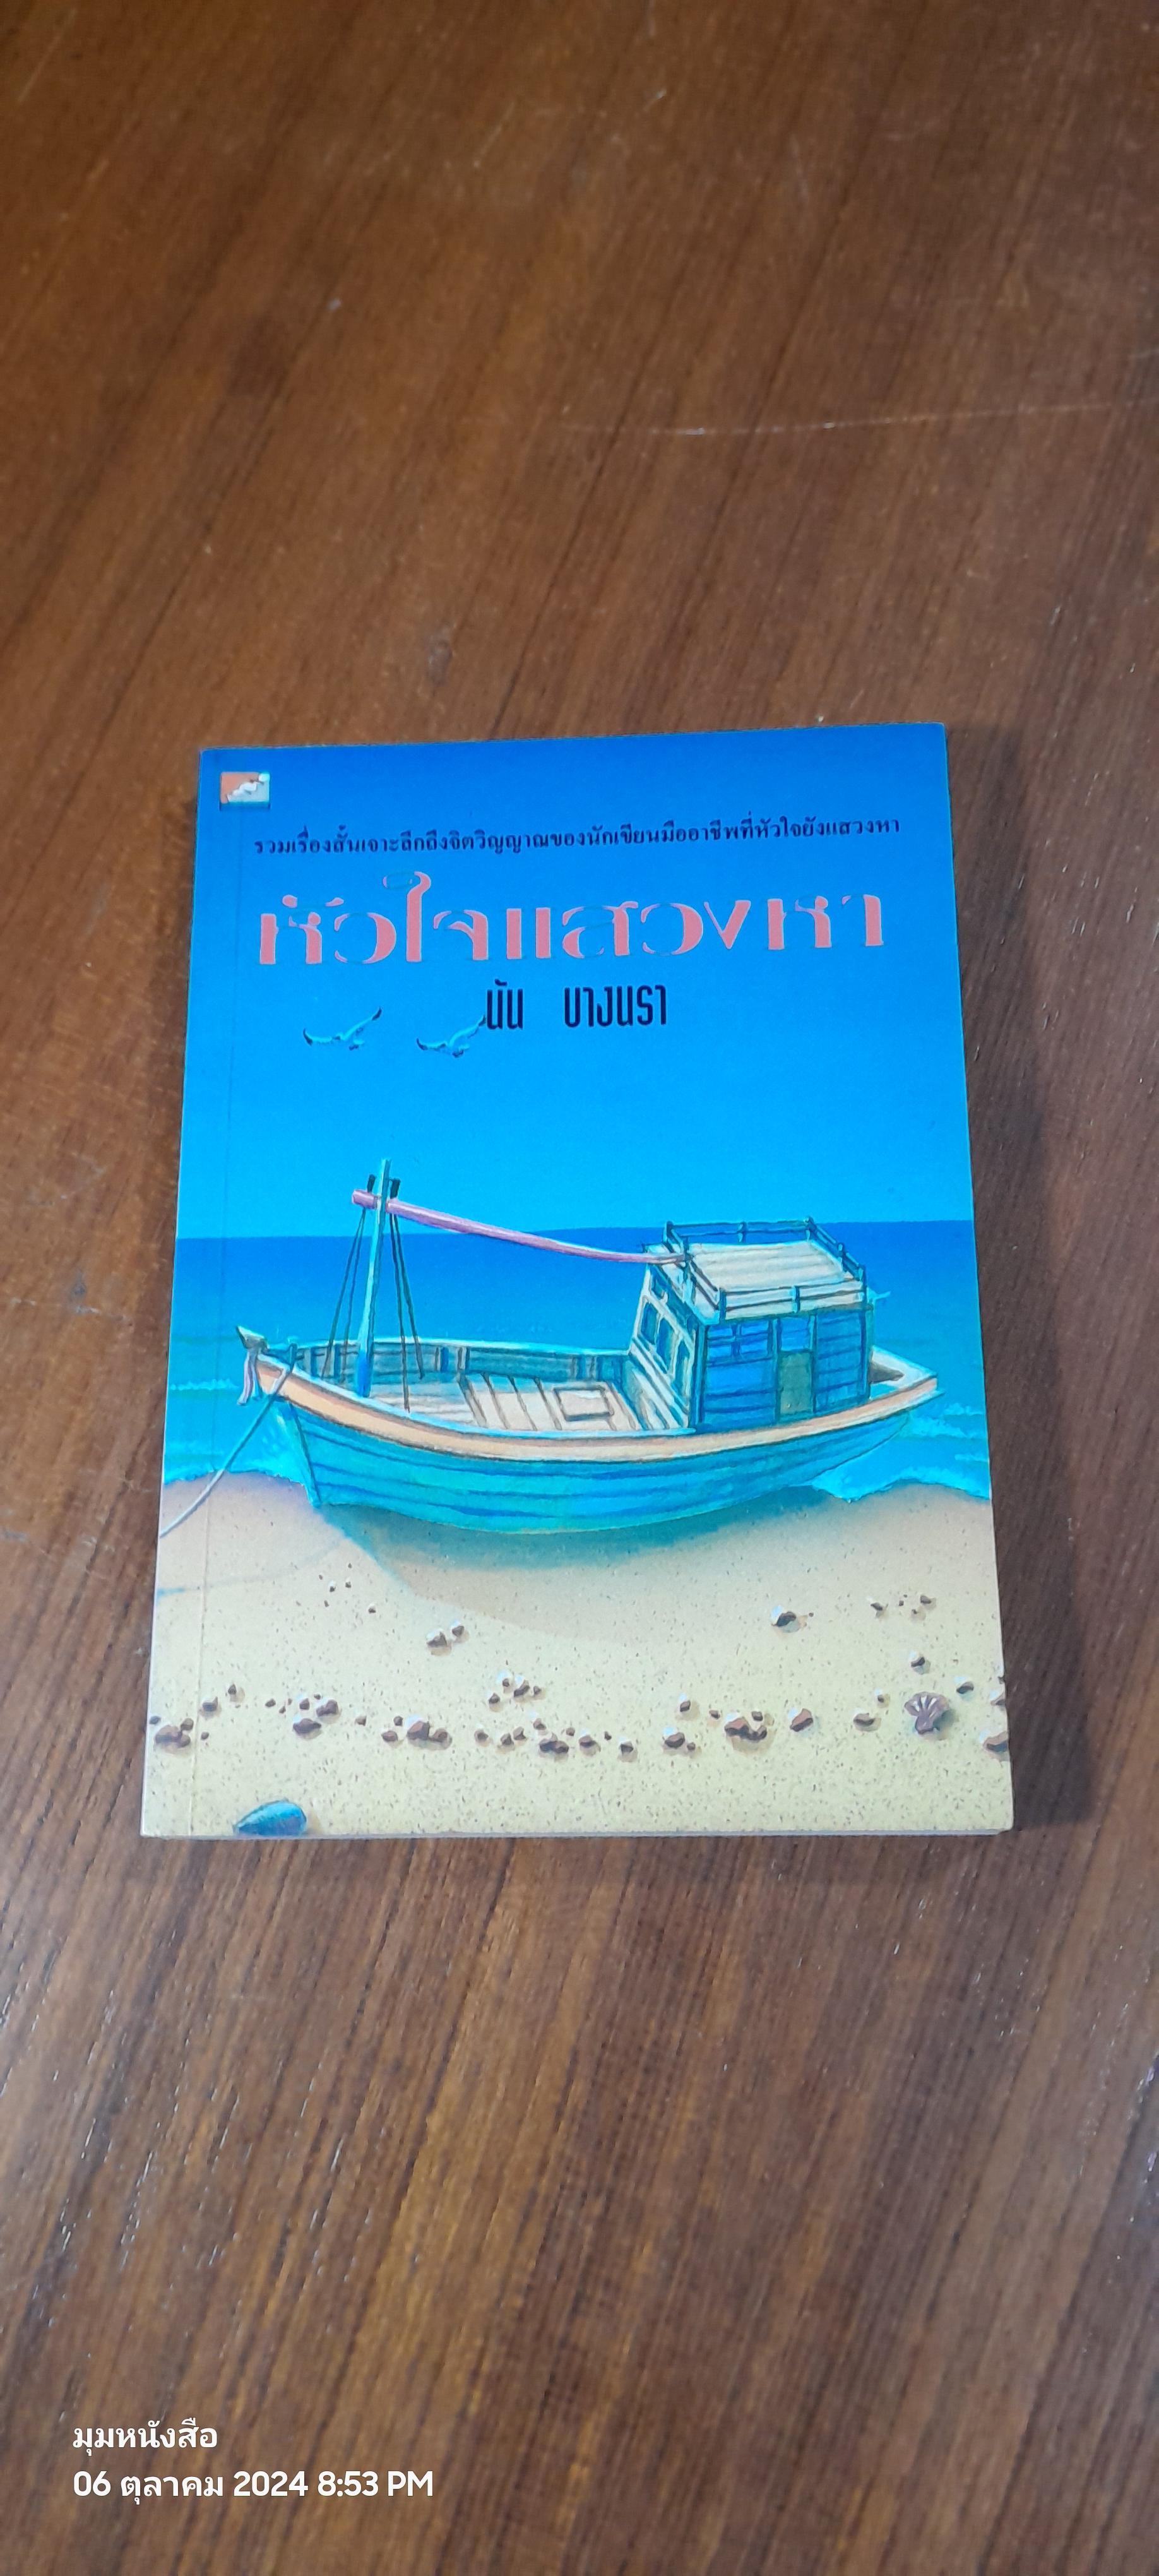 รวมเรื่องสั้นเจาะลึกถึงจิตวิญญาณของนักเขียนมืออาชีพที่หัวใจยังแสวงหา
หัวใจแสวงหา
นัน บางนรา
มุมหนังสือ
06 ตุลาคม 2024 8:53 PM